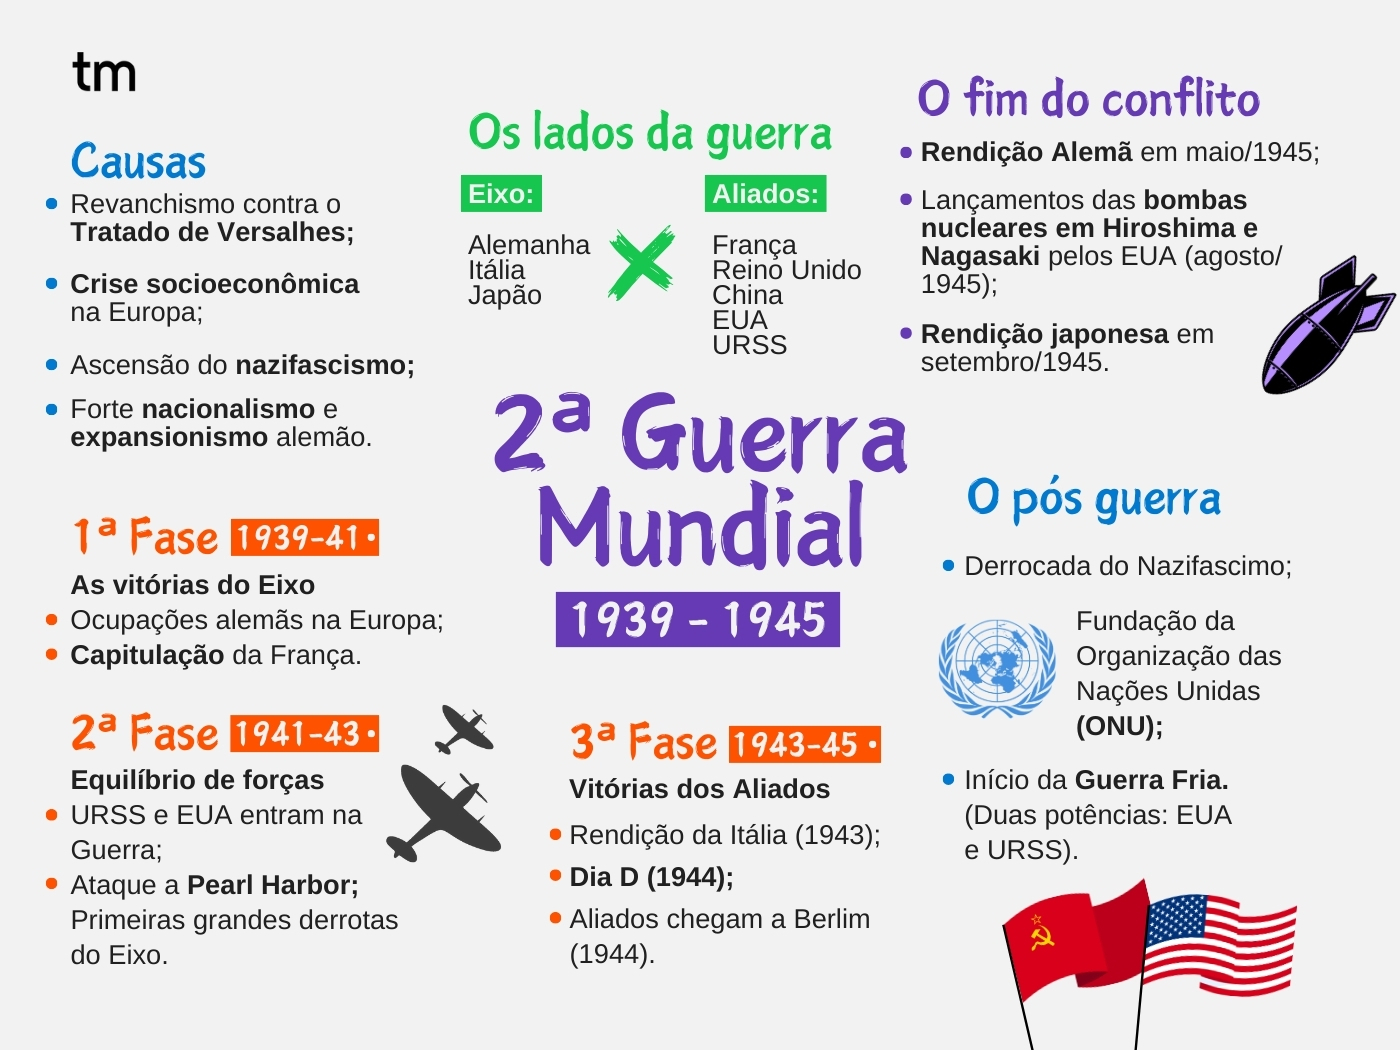 tm
Causas
Revanchismo contra o
Tratado de Versalhes;
Crise socioeconômica
na Europa;
Ascensão do nazifascismo;
Forte nacionalismo e
expansionismo alemão.
Os lados da guerra
Eixo:
Alemanha
Itália
Japão
Aliados:
França
Reino Unido
China
EUA
URSS
O fim do conflito
Rendição Alemã em maio/1945;
Lançamentos das bombas
nucleares em Hiroshima e
Nagasaki pelos EUA (agosto/
1945);
Rendição japonesa em
setembro/1945.
2ª Guerra
Mundial
1939 - 1945
1ª Fase 1939-41 •
As vitórias do Eixo
Ocupações alemãs na Europa;
Capitulação da França.
2ª Fase 1941-43 •
Equilíbrio de forças
URSS e EUA entram na
Guerra;
Ataque a Pearl Harbor;
Primeiras grandes derrotas
do Eixo.
3ª Fase 1943-45 •
Vitórias dos Aliados
Rendição da Itália (1943);
Dia D (1944);
Aliados chegam a Berlim
(1944).
O pós guerra
Derrocada do Nazifascimo;
Fundação da
Organização das
Nações Unidas
(ONU);
Início da Guerra Fria.
(Duas potências: EUA
e URSS).